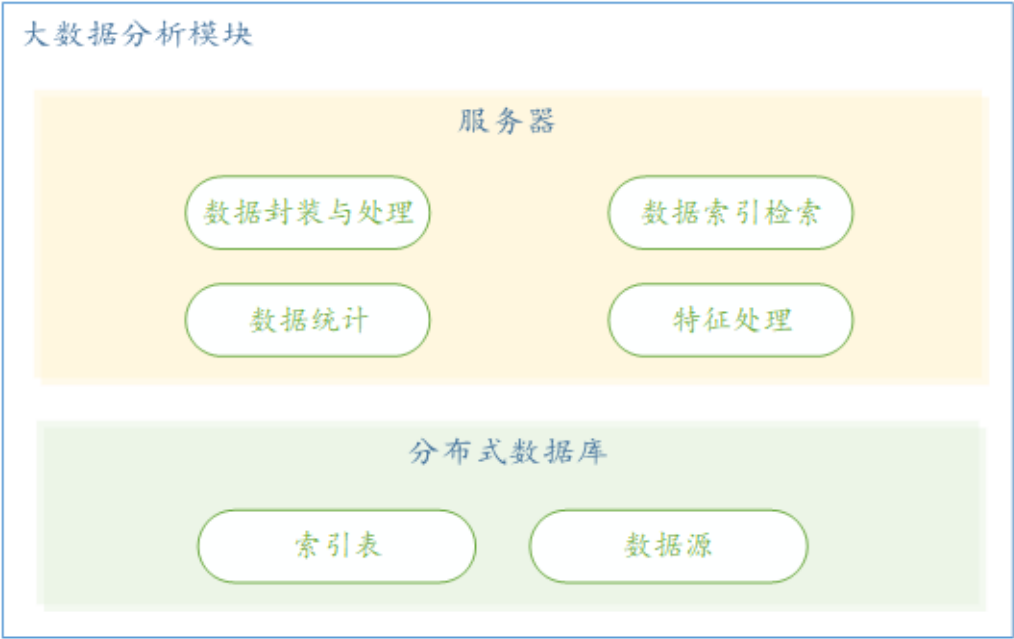 大数据分析模块
服务器
数据封装与处理
数据索引检索
数据统计
特征处理
分布式数据库
索引表
数据源